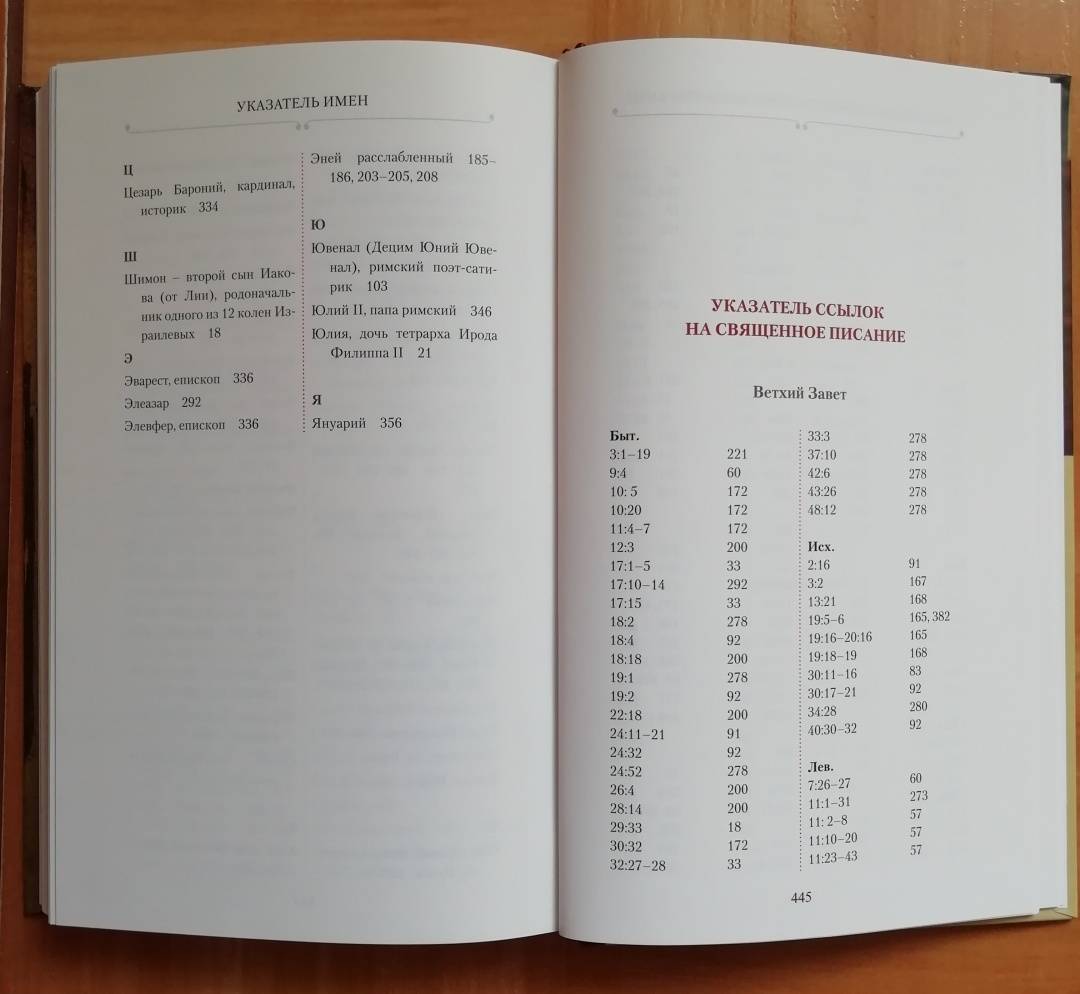 УКАЗАТЕЛЬ ИМЕН
Ц
Цезарь Бароний, кардинал,
историк 334
Ш
Шимон – второй сын Иако-
ва (от Лии), родоначаль-
ник одного из 12 колен Из-
раилевых 18
Э
Эварест, епископ 336
Элеазар 292
Элевфер, епископ 336
Эней расслабленный 185–
186, 203–205, 208
Ю
Ювенал (Децим Юний Юве-
нал), римский поэт-сати-
рик 103
Юлий II, папа римский 346
Юлия, дочь тетрарха Ирода
Филиппа II 21
Я
Януарий 356
УКАЗАТЕЛЬ ССЫЛОК
НА СВЯЩЕННОЕ ПИСАНИЕ
Ветхий Завет
Быт.
3:1–19 221
9:4 60
10: 5 172
10:20 172
11:4–7 172
12:3 200
17:1–5 33
17:10–14 292
17:15 33
18:2 278
18:4 92
18:18 200
19:1 278
19:2 92
22:18 200
24:11–21 91
24:32 92
24:52 278
26:4 200
28:14 200
29:33 18
30:32 172
32:27–28 33
33:3 278
37:10 278
42:6 278
43:26 278
48:12 278
Исх.
2:16 91
3:2 167
13:21 168
19:5–6 165, 382
19:16–20:16 165
19:18–19 168
30:11–16 83
30:17–21 92
34:28 280
40:30–32 92
Лев.
7:26–27 60
11:1–31 273
11: 2–8 57
11:10–20 57
11:23–43 57
445